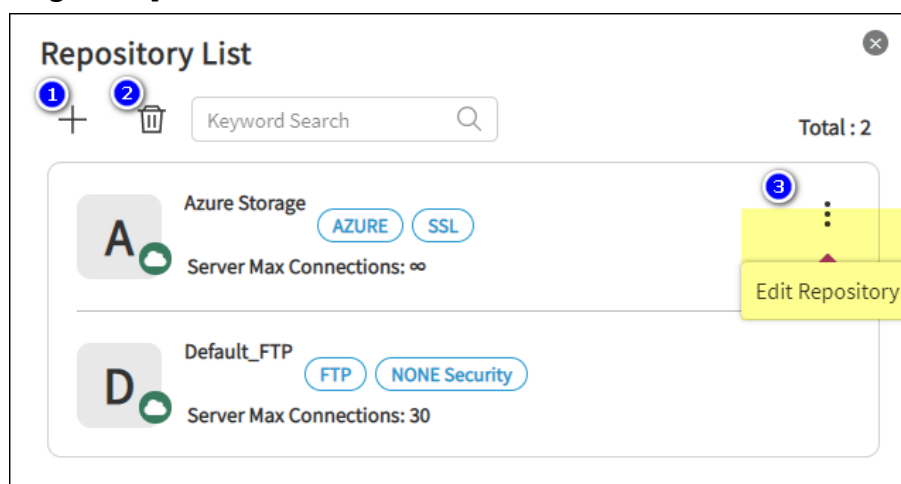 Repository List
1
2
Keyword Search
Total : 2
3
A
Azure Storage
AZURE
SSL
Server Max Connections: ∞
Edit Repository
D
Default_FTP
FTP
NONE Security
Server Max Connections: 30